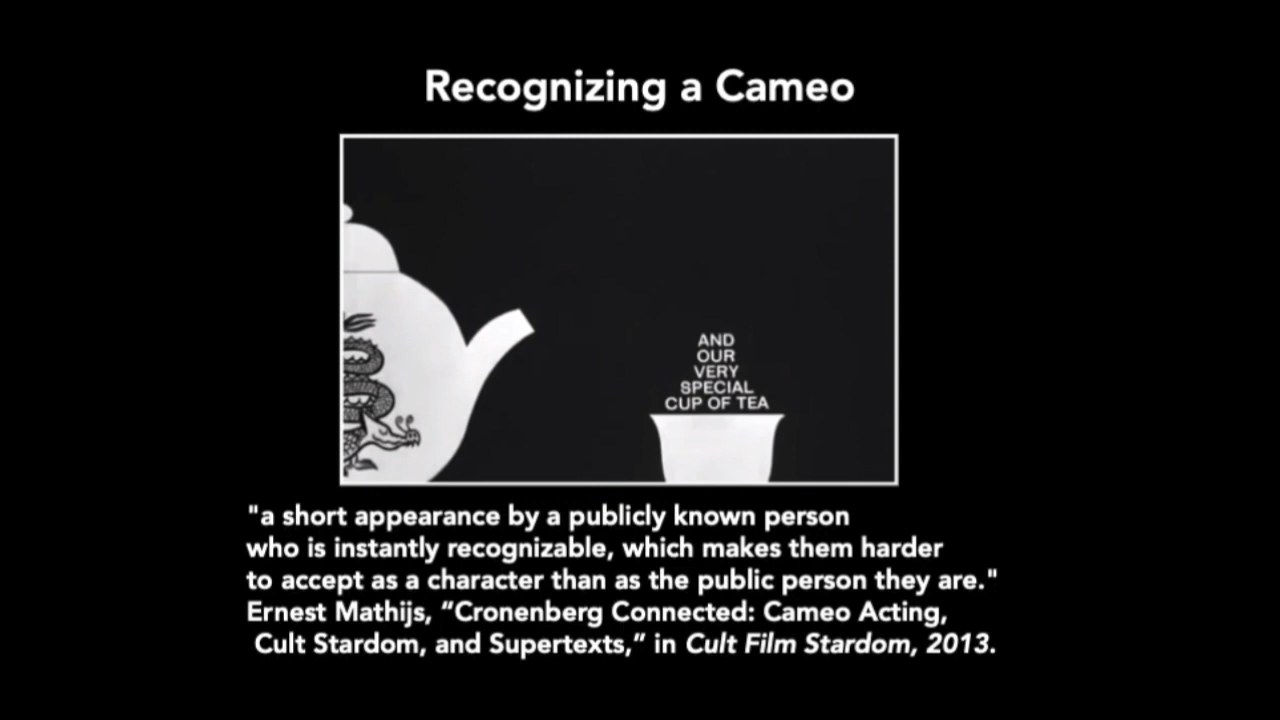 Recognizing a Cameo
AND
OUR
VERY
SPECIAL
CUP OF TEA
"a short appearance by a publicly known person
who is instantly recognizable, which makes them harder
to accept as a character than as the public person they are."
Ernest Mathijs, “Cronenberg Connected: Cameo Acting,
Cult Stardom, and Supertexts,” in Cult Film Stardom, 2013.